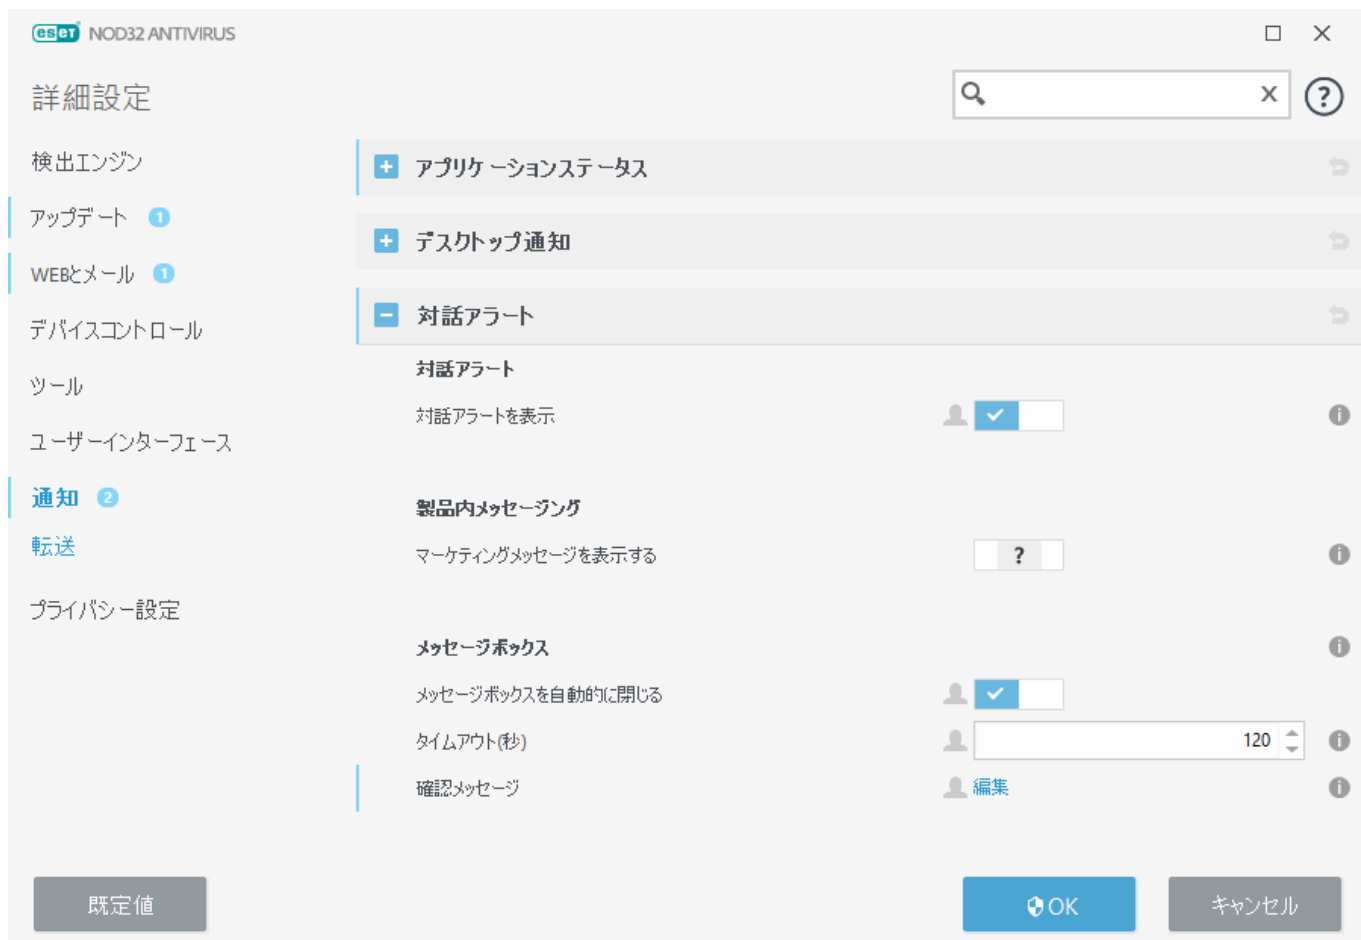 eset NOD32 ANTIVIRUS
詳細設定
x
?
検出エンジン
アップデート 1
WEBとメール 1
デバイスコントロール
ツール
ユーザーインターフェース
通知 2
転送
プライバシー設定
アプリケーションステータス
デスクトップ通知
対話アラート
対話アラート
対話アラートを表示
製品内メッセージング
マーケティングメッセージを表示する ?
メッセージボックス
メッセージボックスを自動的に閉じる
タイムアウト(秒) 120
確認メッセージ 編集
既定値
OK
キャンセル